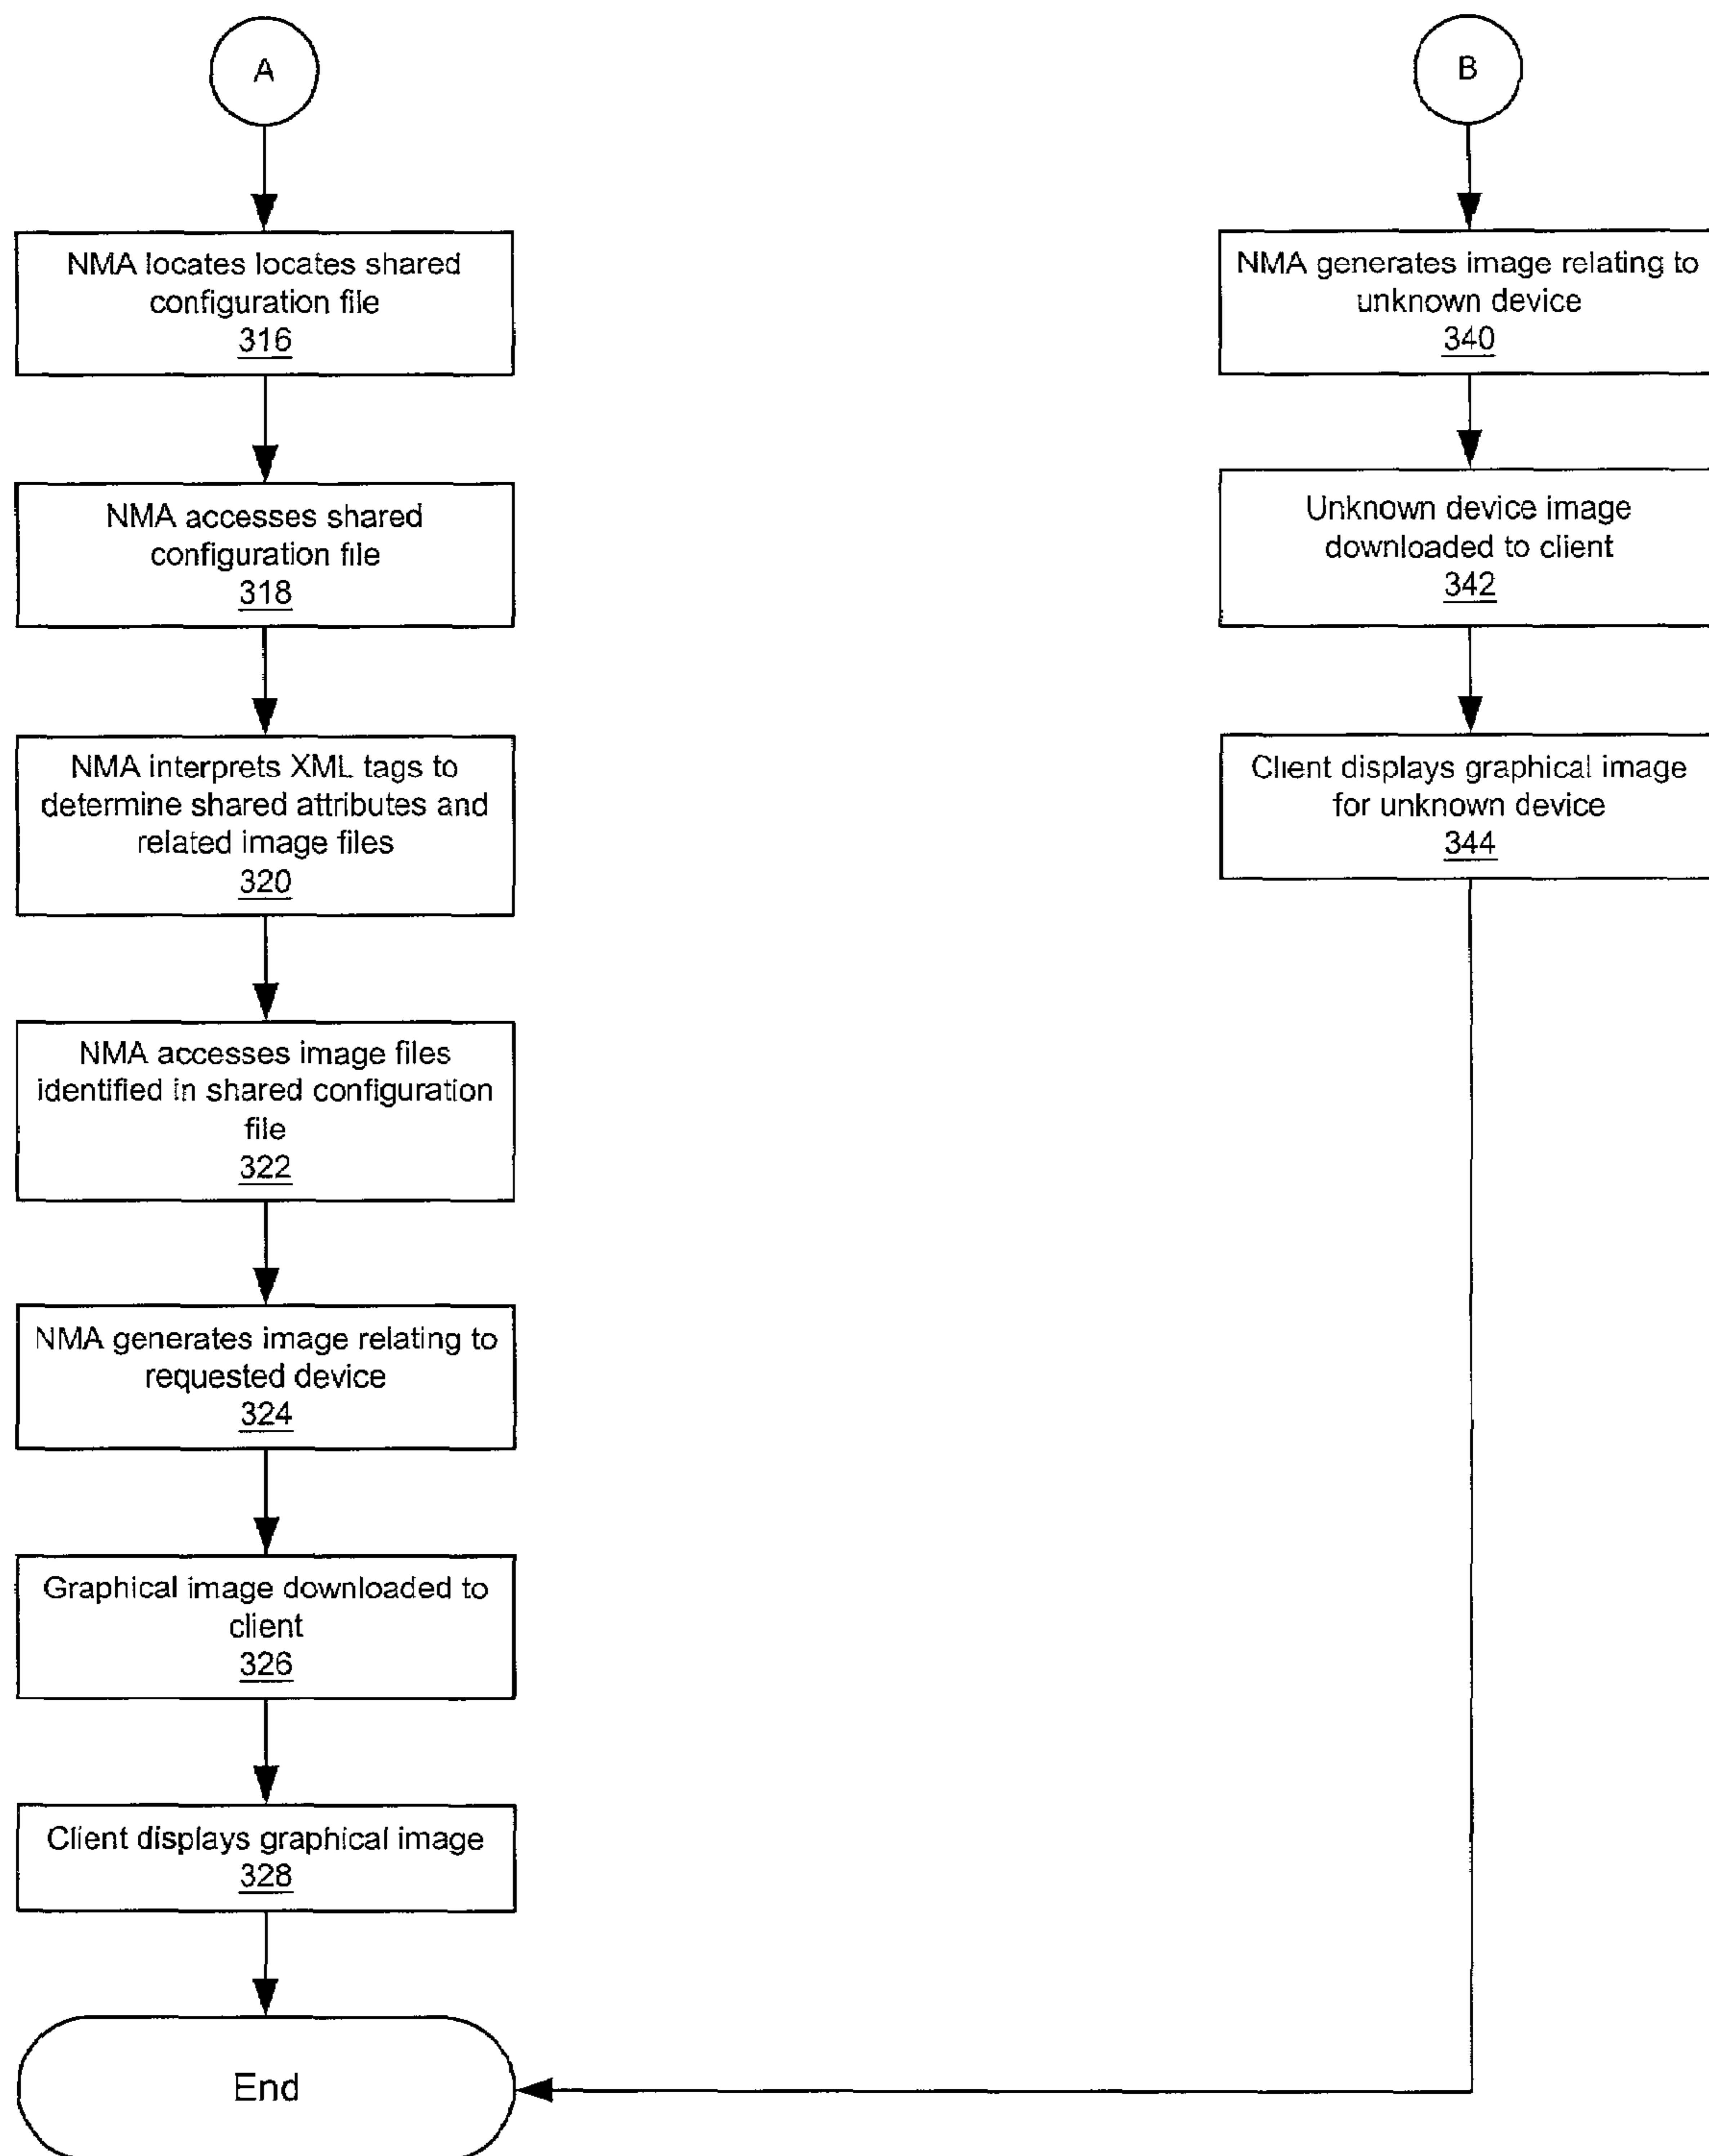 A
NMA locates locates shared
configuration file
316
NMA accesses shared
configuration file
318
NMA interprets XML tags to
determine shared attributes and
related image files
320
NMA accesses image files
identified in shared configuration
file
322
NMA generates image relating to
requested device
324
Graphical image downloaded to
client
326
Client displays graphical image
328
End
B
NMA generates image relating to
unknown device
340
Unknown device image
downloaded to client
342
Client displays graphical image
for unknown device
344